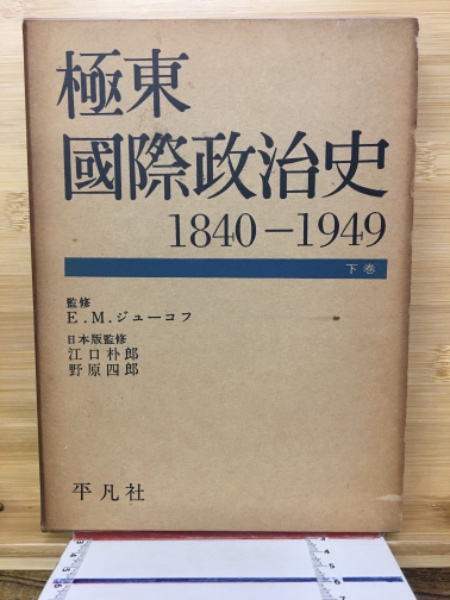 極東
國際政治史
1840－1949
下巻
監修
E.M.ジューコフ
日本版監修
江口朴郎
野原四郎
平凡社